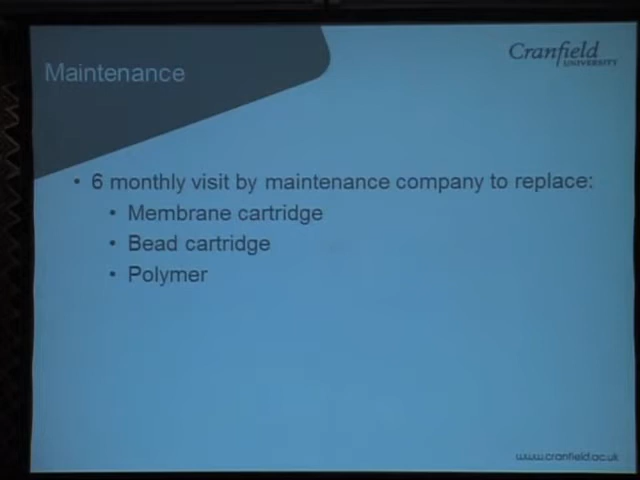 Cranfield
UNIVERSITY
Maintenance
• 6 monthly visit by maintenance company to replace:
• Membrane cartridge
• Bead cartridge
• Polymer
www.cranfield.ac.uk